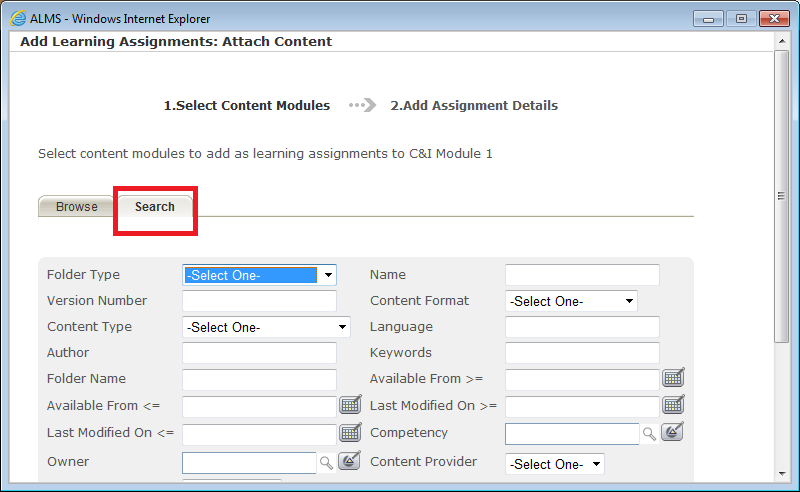 ALMS - Windows Internet Explorer
Add Learning Assignments: Attach Content
1.Select Content Modules 2.Add Assignment Details
Select content modules to add as learning assignments to C&I Module 1
Browse Search
Folder Type -Select One- Name
Version Number Content Format -Select One-
Content Type -Select One- Language
Author Keywords
Folder Name Available From >=
Available From <= Last Modified On >=
Last Modified On <= Competency
Owner Content Provider -Select One-